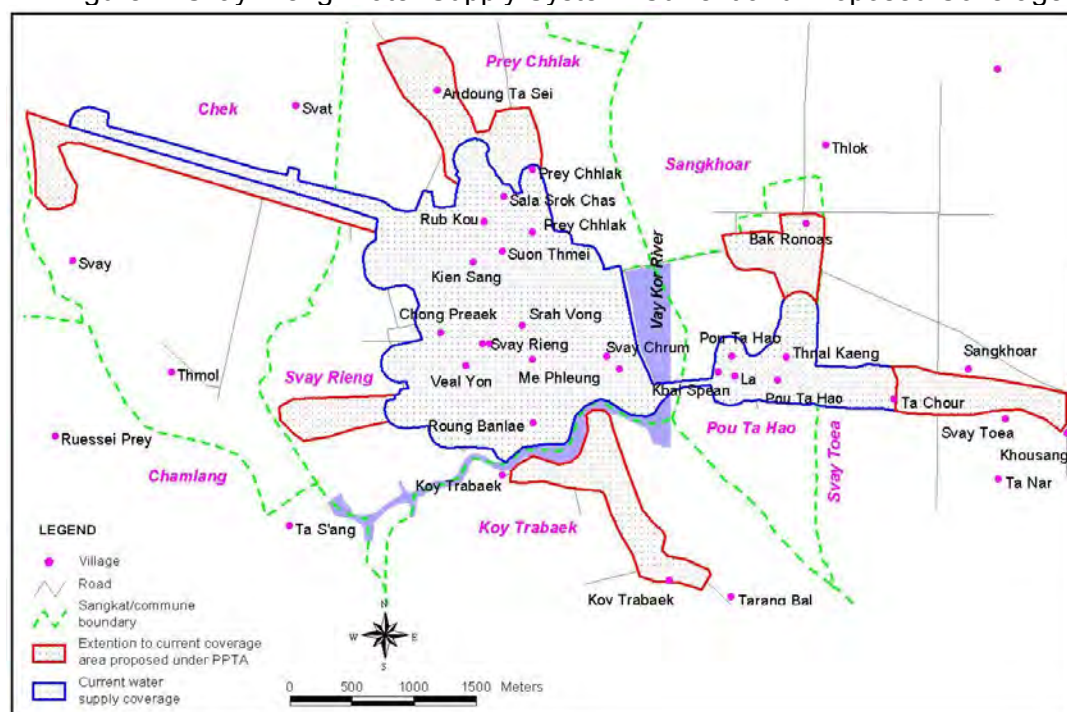 Prey Chhlak
Andoung Ta Sei
Chek
Svat
Thlok
Sangkhoar
Prey Chhlak
Sala Srok Chas
Rub Kou
Prey Chhlak
Bak Ronoas
Suon Thmei
Kien Sang
Svay
Vay Kor River
Chong Preaek
Srah Vong
Svay Rieng
Svay Chrum
Pou Ta Hao
Thnal Kaeng
Sangkhoar
Thmol
Svay Rieng
Veal Yon
Me Phleung
Khal Spean
La
Pou Ta Hao
Ta Chour
Roung Banlae
Pou Ta Hao
Svay Toea
Svay Toea
Ruessei Prey
Khousang
Chamlang
Koy Trabaek
Ta Nar
Ta S'ang
Koy Trabaek
Koy Trabaek
Tarang Bal
LEGEND
Village
Road
Sangkat/commune
boundary
Extention to current coverage
area proposed under PPTA
Current water
supply coverage
N
W E
S
0 500 1000 1500 Meters